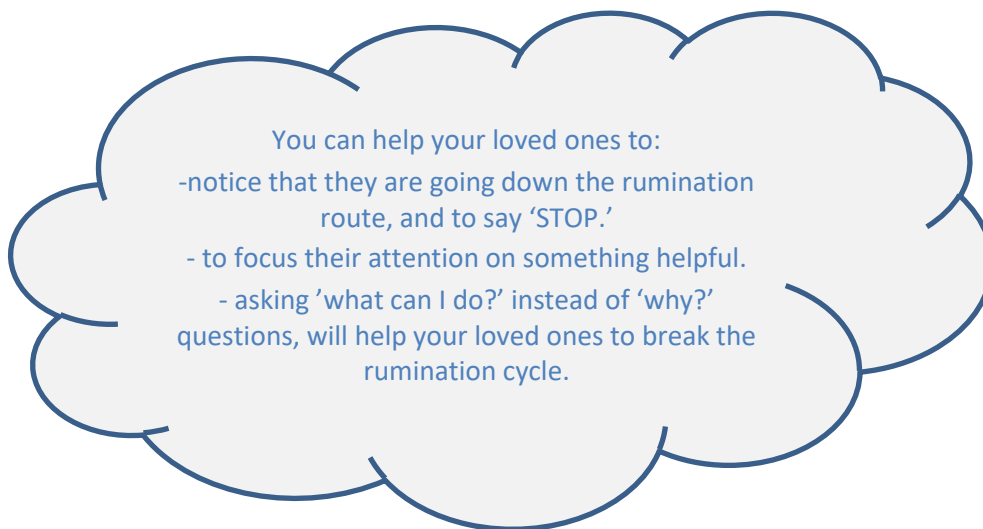 You can help your loved ones to:
-notice that they are going down the rumination
route, and to say ‘STOP.’
- to focus their attention on something helpful.
- asking ’what can I do?’ instead of ‘why?’
questions, will help your loved ones to break the
rumination cycle.